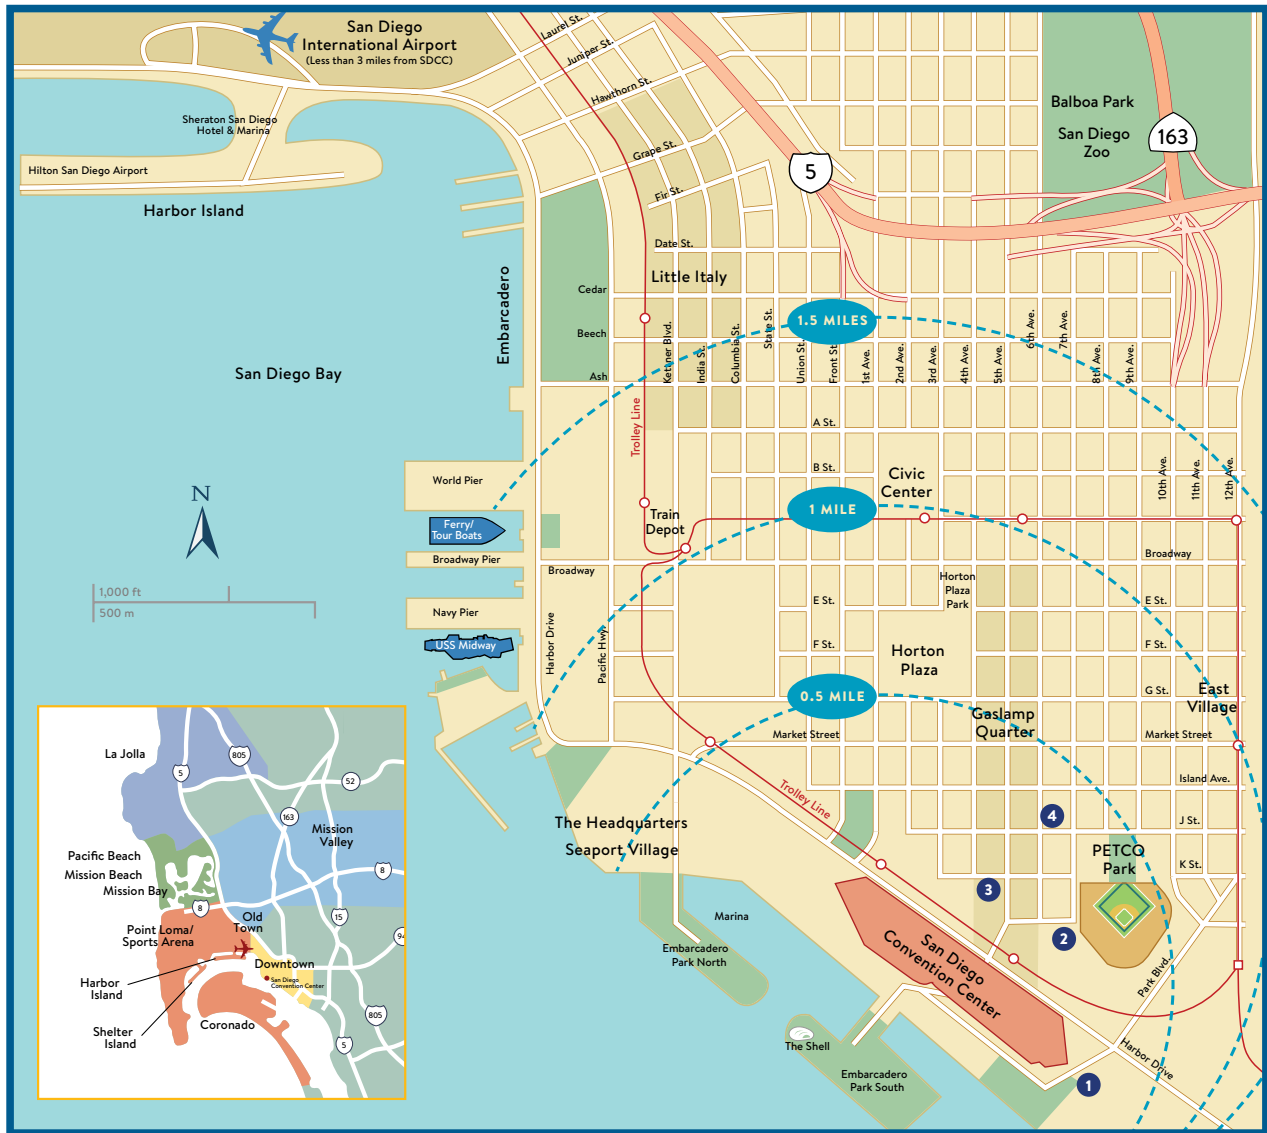 San Diego
International Airport
(Less than 3 miles from SDCC)
Laurel St.
Juniper St.
Hawthorn St.
Grape St.
Fir St.
Date St.
Sheraton San Diego
Hotel & Marina
Hilton San Diego Airport
Harbor Island
Balboa Park
San Diego
Zoo
163
5
Embarcadero
Little Italy
Cedar
Beech
Ash
San Diego Bay
1.5 MILES
Kettner Blvd.
India St.
Columbia St.
State St.
Union St.
Front St.
1st Ave.
2nd Ave.
3rd Ave.
4th Ave.
5th Ave.
6th Ave.
7th Ave.
8th Ave.
9th Ave.
10th Ave.
11th Ave.
12th Ave.
Trolley Line
A St.
B St.
Civic
Center
World Pier
N
1 MILE
Train
Depot
Ferry/
Tour Boats
Broadway Pier
Broadway
Broadway
1,000 ft
500 m
Navy Pier
USS Midway
Harbor Drive
Pacific Hwy.
Horton
Plaza
Park
E St.
E St.
F St.
F St.
Horton
Plaza
0.5 MILE
G St.
East
Village
Gaslamp
Quarter
Market Street
Market Street
Island Ave.
Trolley Line
J St.
K St.
4
PETCO
Park
3
2
The Headquarters
Seaport Village
Marina
Embarcadero
Park North
San Diego
Convention Center
Park Blvd.
Harbor Drive
The Shell
Embarcadero
Park South
1
La Jolla
805
5
52
163
Mission
Valley
Pacific Beach
Mission Beach
Mission Bay
8
8
15
94
Old
Town
Point Loma/
Sports Arena
Downtown
San Diego
Convention Center
Harbor
Island
Shelter
Island
Coronado
805
5